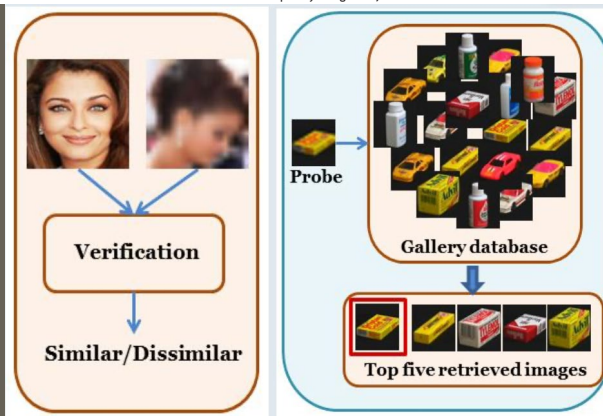 Verification
Similar/Dissimilar
Probe
Gallery database
Top five retrieved images